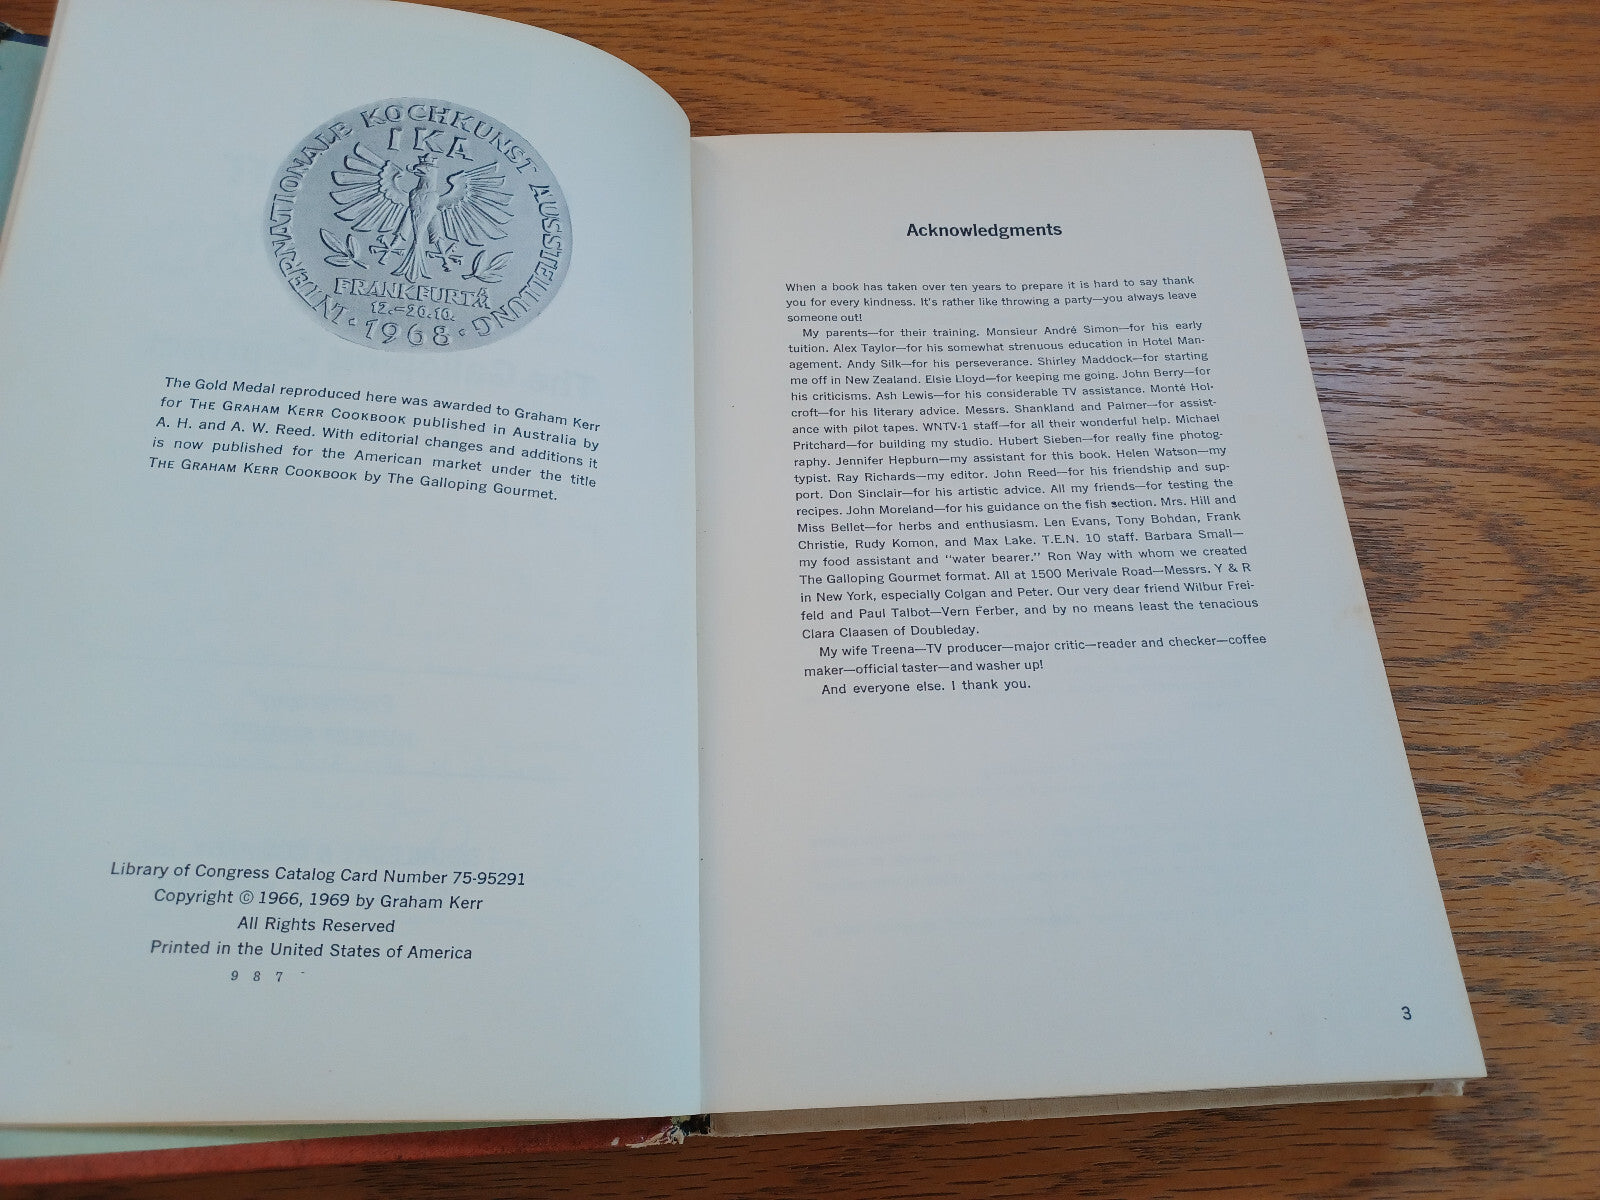 INTERNATIONALE KOCHKUNST AUSSTELLUNG
IKA
FRANKFURT A/M
12.–20.10.
·1968·
The Gold Medal reproduced here was awarded to Graham Kerr
for THE GRAHAM KERR COOKBOOK published in Australia by
A. H. and A. W. Reed. With editorial changes and additions it
is now published for the American market under the title
THE GRAHAM KERR COOKBOOK by The Galloping Gourmet.
Library of Congress Catalog Card Number 75-95291
Copyright © 1966, 1969 by Graham Kerr
All Rights Reserved
Printed in the United States of America
9 8 7
Acknowledgments
When a book has taken over ten years to prepare it is hard to say thank
you for every kindness. It's rather like throwing a party—you always leave
someone out!
My parents—for their training. Monsieur André Simon—for his early
tuition. Alex Taylor—for his somewhat strenuous education in Hotel Man-
agement. Andy Silk—for his perseverance. Shirley Maddock—for starting
me off in New Zealand. Elsie Lloyd—for keeping me going. John Berry—for
his criticisms. Ash Lewis—for his considerable TV assistance. Monté Hol-
croft—for his literary advice. Messrs. Shankland and Palmer—for assist-
ance with pilot tapes. WNTV-1 staff—for all their wonderful help. Michael
Pritchard—for building my studio. Hubert Sieben—for really fine photog-
raphy. Jennifer Hepburn—my assistant for this book. Helen Watson—my
typist. Ray Richards—my editor. John Reed—for his friendship and sup-
port. Don Sinclair—for his artistic advice. All my friends—for testing the
recipes. John Moreland—for his guidance on the fish section. Mrs. Hill and
Miss Bellet—for herbs and enthusiasm. Len Evans, Tony Bohdan, Frank
Christie, Rudy Komon, and Max Lake. T.E.N. 10 staff. Barbara Small—
my food assistant and "water bearer." Ron Way with whom we created
The Galloping Gourmet format. All at 1500 Merivale Road—Messrs. Y & R
in New York, especially Colgan and Peter. Our very dear friend Wilbur Frei-
feld and Paul Talbot—Vern Ferber, and by no means least the tenacious
Clara Claasen of Doubleday.
My wife Treena—TV producer—major critic—reader and checker—coffee
maker—official taster—and washer up!
And everyone else. I thank you.
3